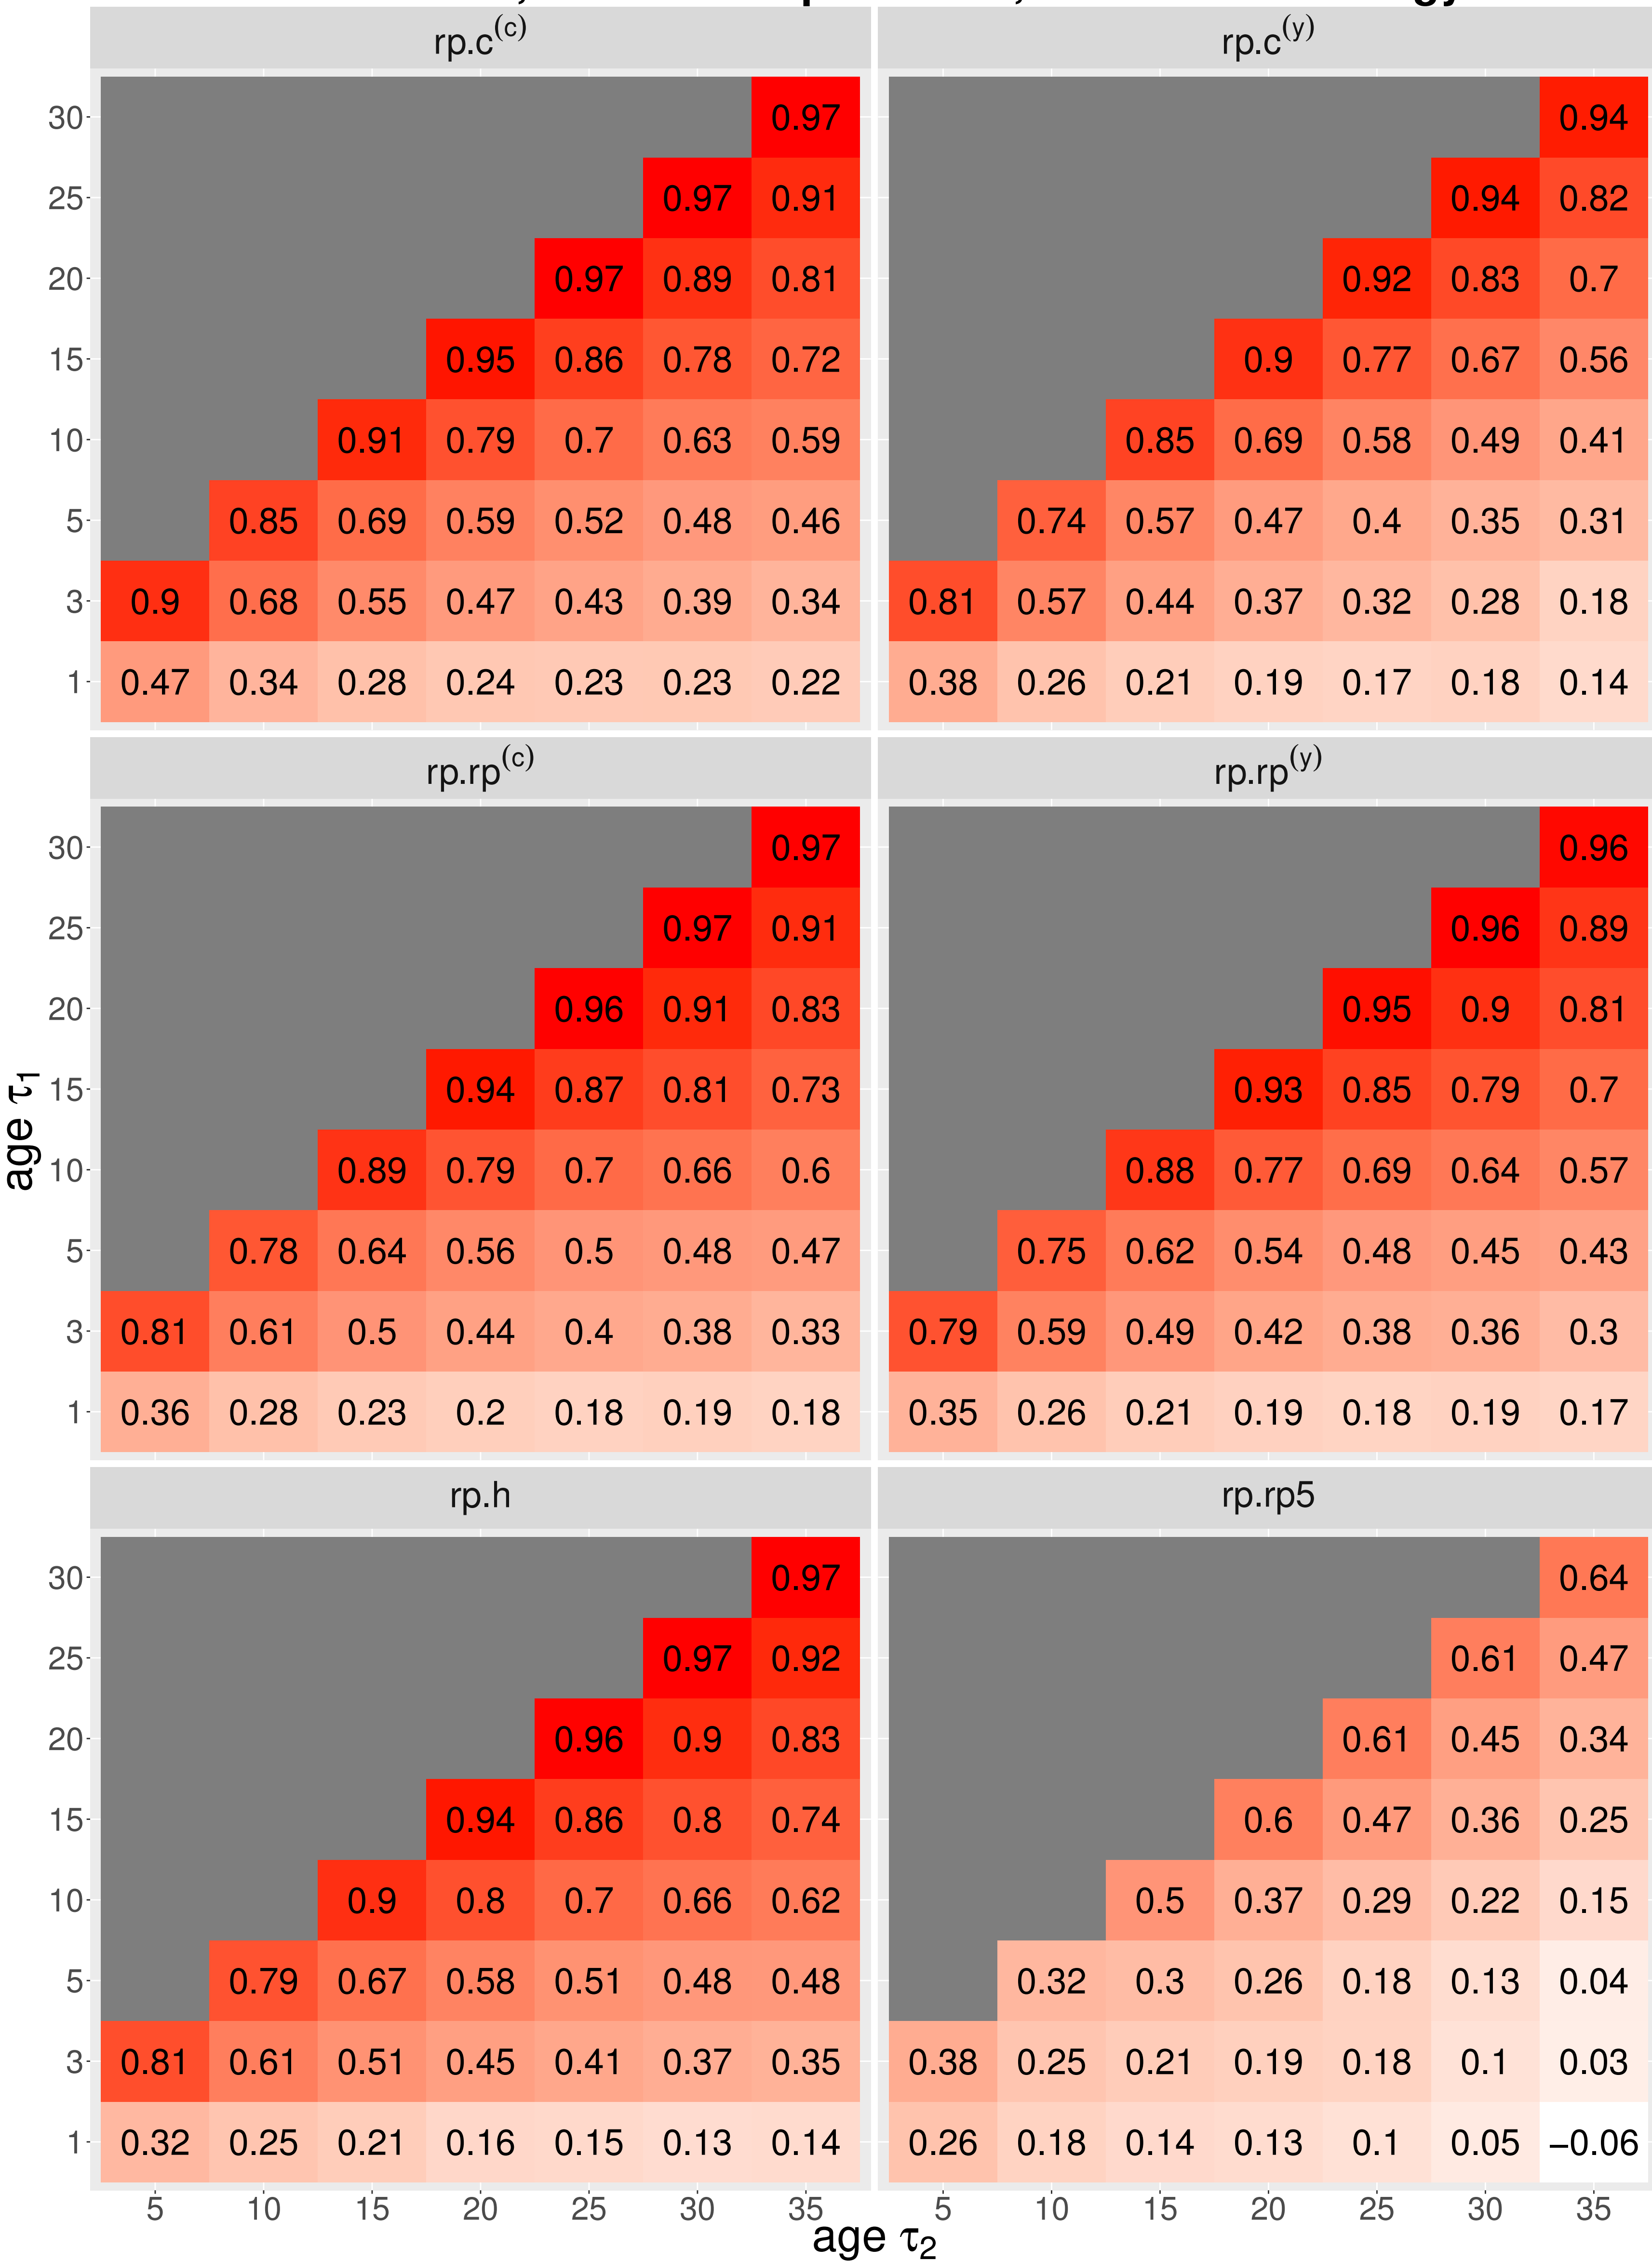 rp.c(c) rp.c(y)
30 0.97 0.94
25 0.97 0.91 0.94 0.82
20 0.97 0.89 0.81 0.92 0.83 0.7
15 0.95 0.86 0.78 0.72 0.9 0.77 0.67 0.56
10 0.91 0.79 0.7 0.63 0.59 0.85 0.69 0.58 0.49 0.41
5 0.85 0.69 0.59 0.52 0.48 0.46 0.74 0.57 0.47 0.4 0.35 0.31
3 0.9 0.68 0.55 0.47 0.43 0.39 0.34 0.81 0.57 0.44 0.37 0.32 0.28 0.18
1 0.47 0.34 0.28 0.24 0.23 0.23 0.22 0.38 0.26 0.21 0.19 0.17 0.18 0.14
rp.rp(c) rp.rp(y)
30 0.97 0.96
25 0.97 0.91 0.96 0.89
20 0.96 0.91 0.83 0.95 0.9 0.81
15 0.94 0.87 0.81 0.73 0.93 0.85 0.79 0.7
age τ1
10 0.89 0.79 0.7 0.66 0.6 0.88 0.77 0.69 0.64 0.57
5 0.78 0.64 0.56 0.5 0.48 0.47 0.75 0.62 0.54 0.48 0.45 0.43
3 0.81 0.61 0.5 0.44 0.4 0.38 0.33 0.79 0.59 0.49 0.42 0.38 0.36 0.3
1 0.36 0.28 0.23 0.2 0.18 0.19 0.18 0.35 0.26 0.21 0.19 0.18 0.19 0.17
rp.h rp.rp5
30 0.97 0.64
25 0.97 0.92 0.61 0.47
20 0.96 0.9 0.83 0.61 0.45 0.34
15 0.94 0.86 0.8 0.74 0.6 0.47 0.36 0.25
10 0.9 0.8 0.7 0.66 0.62 0.5 0.37 0.29 0.22 0.15
5 0.79 0.67 0.58 0.51 0.48 0.48 0.32 0.3 0.26 0.18 0.13 0.04
3 0.81 0.61 0.51 0.45 0.41 0.37 0.35 0.38 0.25 0.21 0.19 0.18 0.1 0.03
1 0.32 0.25 0.21 0.16 0.15 0.13 0.14 0.26 0.18 0.14 0.13 0.1 0.05 −0.06
5 10 15 20 25 30 35 5 10 15 20 25 30 35
age τ2